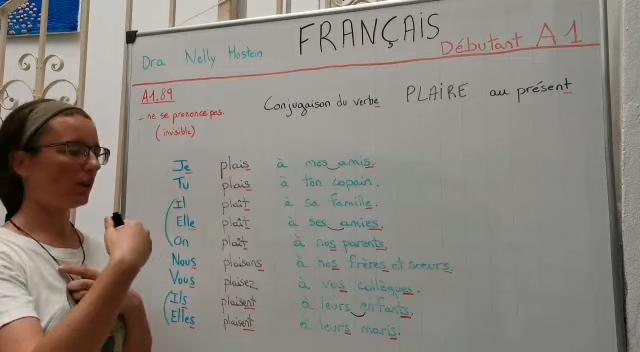 FRANÇAIS
Dra Nelly Hostein
Débutant A1
A1.89
- ne se prononce pas.
(invisible)
Conjugaison du verbe PLAIRE au présent
Je plais à mes amis.
Tu plais à ton copain.
Il plaît à sa famille.
Elle plaît à ses amies.
On plaît à nos parents.
Nous plaisons à nos frères et soeurs.
Vous plaisez à vos collègues.
Ils plaisent à leurs enfants.
Elles plaisent à leurs maris.